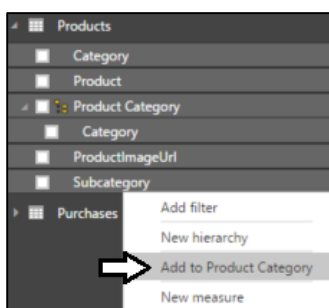 Products
Category
Product
Product Category
Category
ProductImageUrl
Subcategory
Purchases
Add filter
New hierarchy
Add to Product Category
New measure